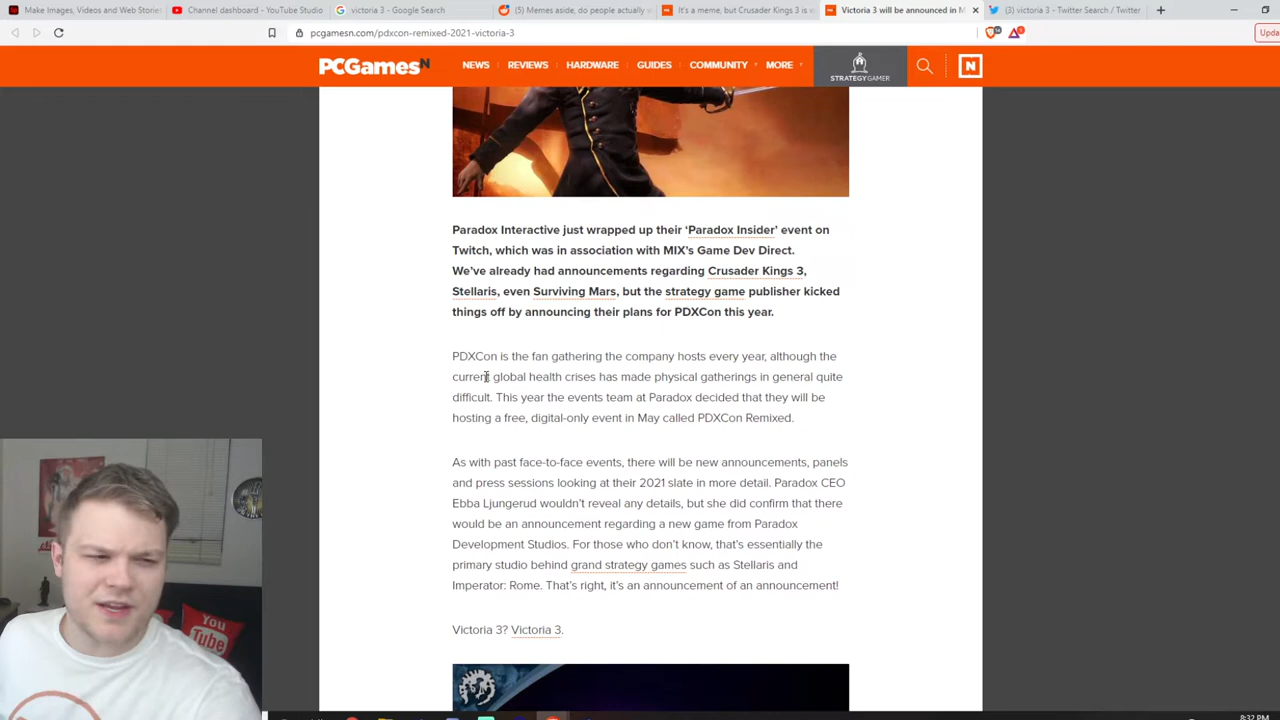 Make Images, Videos and Web Stories
Channel dashboard - YouTube Studio
victoria 3 - Google Search
(5) Memes aside, do people actually
It's a meme, but Crusader Kings 3 is
Victoria 3 will be announced in M
(3) victoria 3 - Twitter Search / Twitter
pcgamesn.com/pdxcon-remixed-2021-victoria-3
Upda
PCGamesN
NEWS
REVIEWS
HARDWARE
GUIDES
COMMUNITY
MORE
STRATEGYGAMER
N
Paradox Interactive just wrapped up their ‘Paradox Insider’ event on
Twitch, which was in association with MIX’s Game Dev Direct.
We’ve already had announcements regarding Crusader Kings 3,
Stellaris, even Surviving Mars, but the strategy game publisher kicked
things off by announcing their plans for PDXCon this year.
PDXCon is the fan gathering the company hosts every year, although the
current global health crises has made physical gatherings in general quite
difficult. This year the events team at Paradox decided that they will be
hosting a free, digital-only event in May called PDXCon Remixed.
As with past face-to-face events, there will be new announcements, panels
and press sessions looking at their 2021 slate in more detail. Paradox CEO
Ebba Ljungerud wouldn’t reveal any details, but she did confirm that there
would be an announcement regarding a new game from Paradox
Development Studios. For those who don’t know, that’s essentially the
primary studio behind grand strategy games such as Stellaris and
Imperator: Rome. That’s right, it’s an announcement of an announcement!
Victoria 3? Victoria 3.
You
Tube
8:32 PM